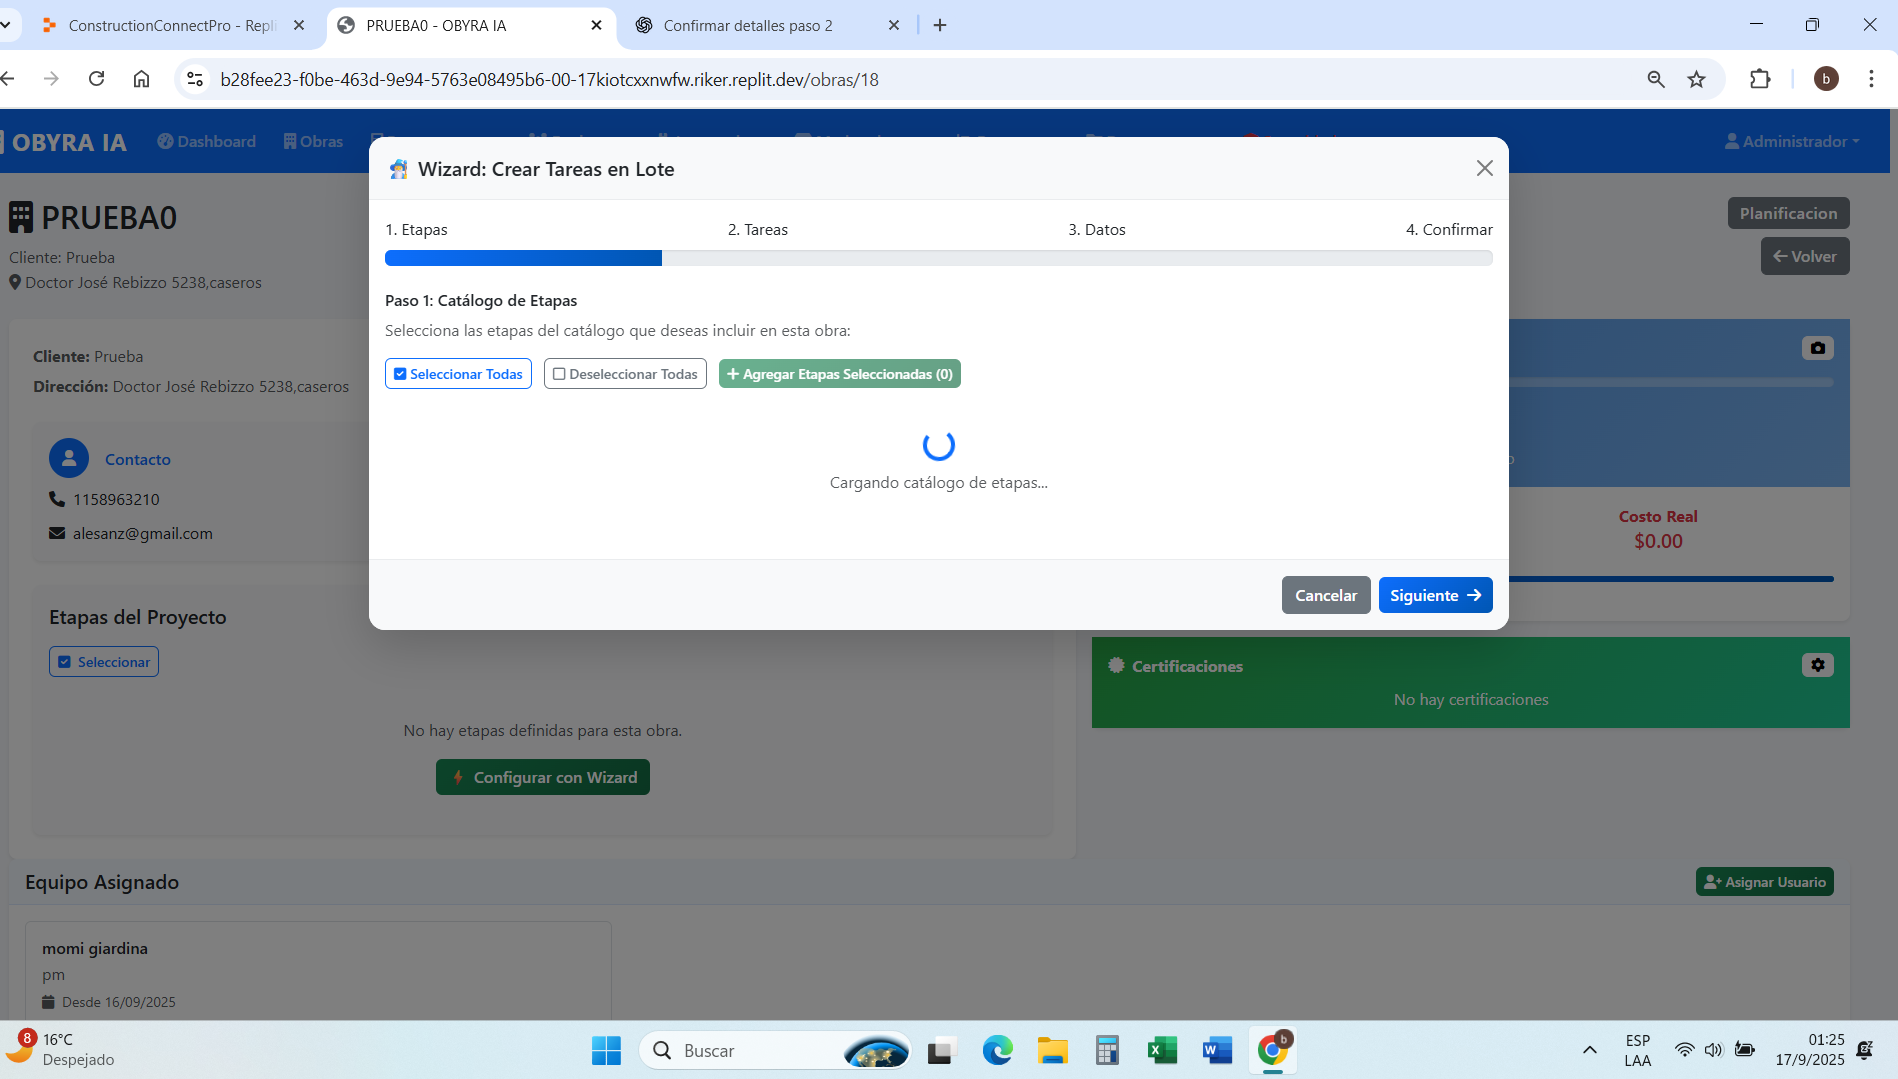 ConstructionConnectPro - Repli
PRUEBA0 - OBYRA IA
Confirmar detalles paso 2
b28fee23-f0be-463d-9e94-5763e08495b6-00-17kiotcxxnwfw.riker.replit.dev/obras/18
b
OBYRA IA
Dashboard
Obras
Administrador
Wizard: Crear Tareas en Lote
1. Etapas
2. Tareas
3. Datos
4. Confirmar
Paso 1: Catálogo de Etapas
Selecciona las etapas del catálogo que deseas incluir en esta obra:
Seleccionar Todas
Deseleccionar Todas
+ Agregar Etapas Seleccionadas (0)
Cargando catálogo de etapas...
Cancelar
Siguiente →
PRUEBA0
Cliente: Prueba
Doctor José Rebizzo 5238,caseros
Planificacion
← Volver
Cliente: Prueba
Dirección: Doctor José Rebizzo 5238,caseros
Contacto
1158963210
alesanz@gmail.com
Costo Real
$0.00
Etapas del Proyecto
Seleccionar
No hay etapas definidas para esta obra.
Configurar con Wizard
Certificaciones
No hay certificaciones
Equipo Asignado
Asignar Usuario
momi giardina
pm
Desde 16/09/2025
8
16°C
Despejado
Buscar
b
ESP
LAA
01:25
17/9/2025